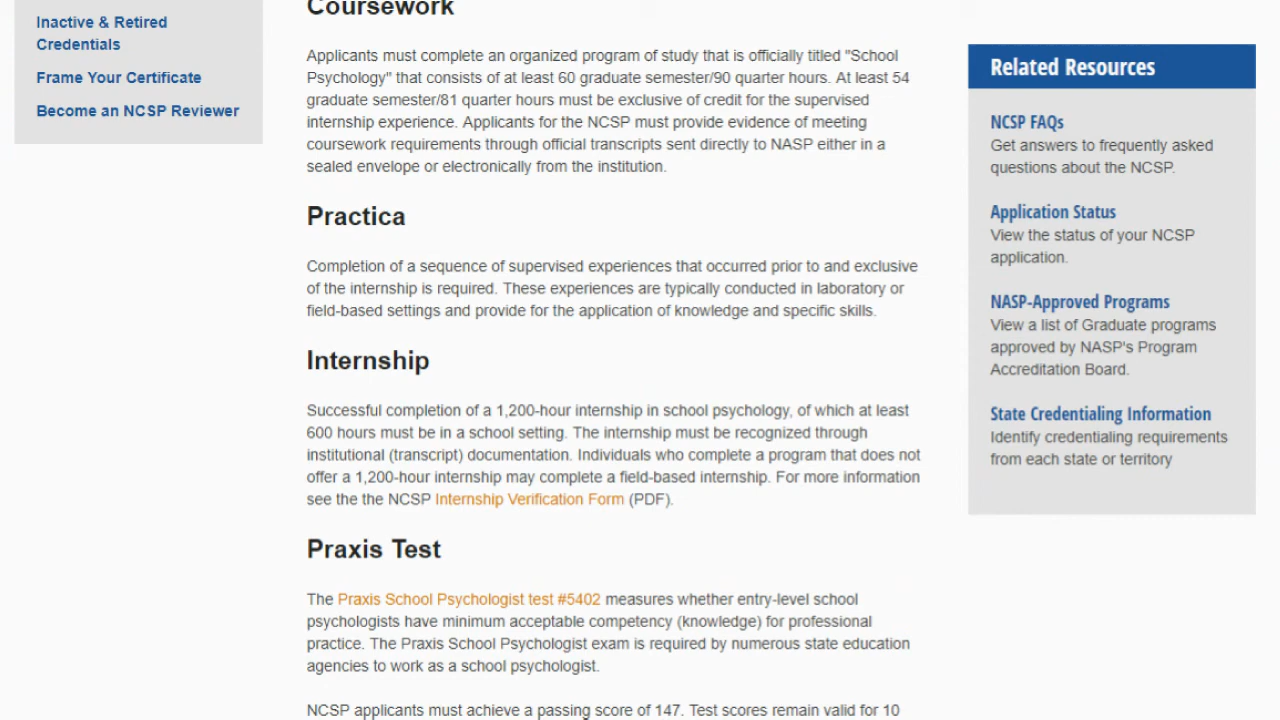 Inactive & Retired
Credentials
Frame Your Certificate
Become an NCSP Reviewer
Coursework
Applicants must complete an organized program of study that is officially titled "School
Psychology" that consists of at least 60 graduate semester/90 quarter hours. At least 54
graduate semester/81 quarter hours must be exclusive of credit for the supervised
internship experience. Applicants for the NCSP must provide evidence of meeting
coursework requirements through official transcripts sent directly to NASP either in a
sealed envelope or electronically from the institution.
Practica
Completion of a sequence of supervised experiences that occurred prior to and exclusive
of the internship is required. These experiences are typically conducted in laboratory or
field-based settings and provide for the application of knowledge and specific skills.
Internship
Successful completion of a 1,200-hour internship in school psychology, of which at least
600 hours must be in a school setting. The internship must be recognized through
institutional (transcript) documentation. Individuals who complete a program that does not
offer a 1,200-hour internship may complete a field-based internship. For more information
see the the NCSP Internship Verification Form (PDF).
Praxis Test
The Praxis School Psychologist test #5402 measures whether entry-level school
psychologists have minimum acceptable competency (knowledge) for professional
practice. The Praxis School Psychologist exam is required by numerous state education
agencies to work as a school psychologist.
NCSP applicants must achieve a passing score of 147. Test scores remain valid for 10
Related Resources
NCSP FAQs
Get answers to frequently asked
questions about the NCSP.
Application Status
View the status of your NCSP
application.
NASP-Approved Programs
View a list of Graduate programs
approved by NASP's Program
Accreditation Board.
State Credentialing Information
Identify credentialing requirements
from each state or territory